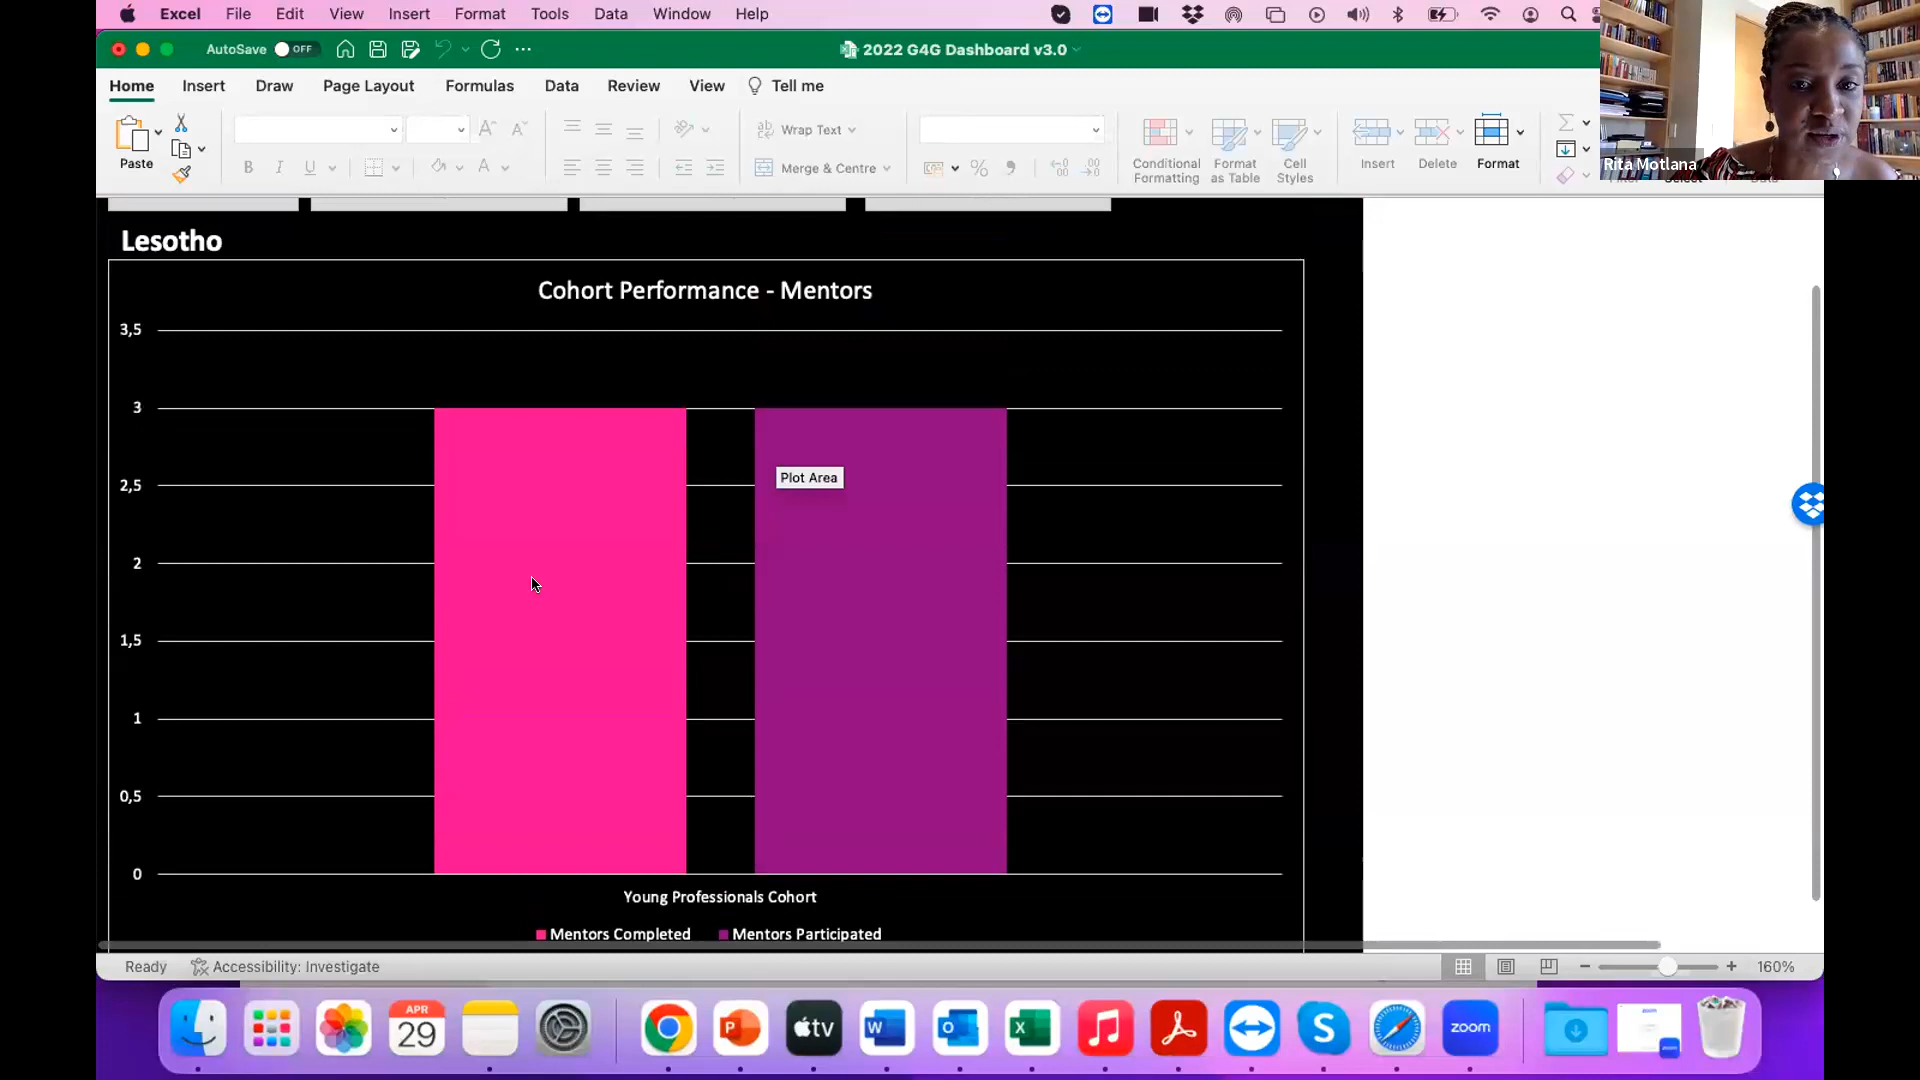 Excel File Edit View Insert Format Tools Data Window Help
AutoSave OFF
2022 G4G Dashboard v3.0
Home Insert Draw Page Layout Formulas Data Review View Tell me
Paste
B I U
A
Wrap Text
Merge & Centre
Conditional Formatting
Format as Table
Cell Styles
Insert
Delete
Format
Rita Motlana
Lesotho
Cohort Performance - Mentors
3,5
3
2,5
2
1,5
1
0,5
0
Plot Area
Young Professionals Cohort
Mentors Completed Mentors Participated
Ready Accessibility: Investigate
160%
APR
29
P
tv
W
O
X
S
zoom